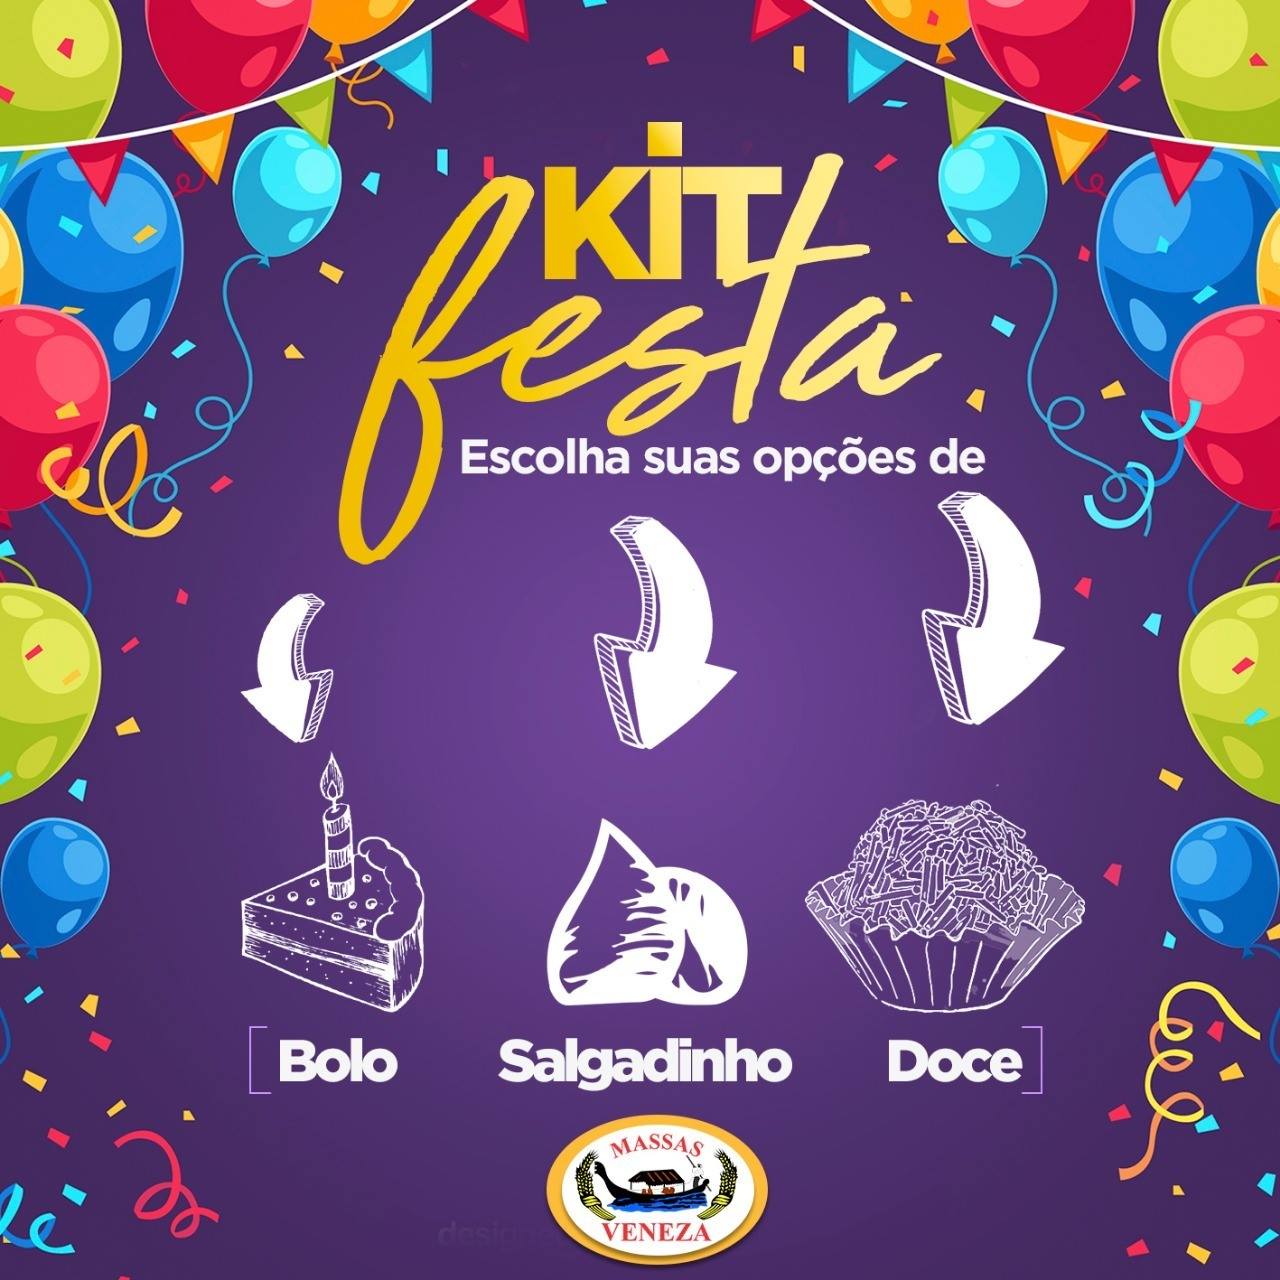 KIT
festa
Escolha suas opções de
Bolo
Salgadinho
Doce
MASSAS
VENEZA